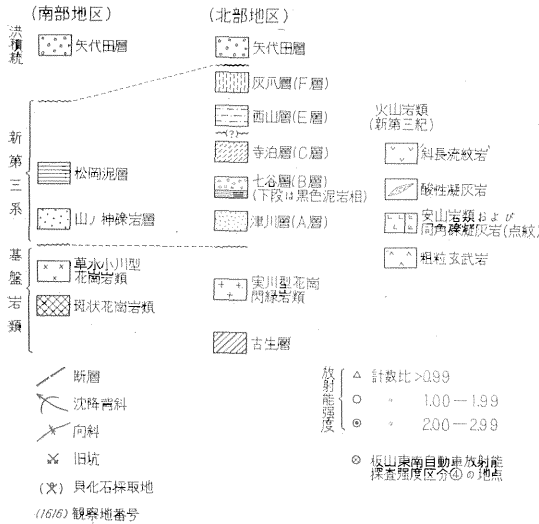 (南部地区)
(北部地区)
洪積統
矢代田層
矢代田層
灰爪層(F層)
西山層(E層)
(?)
寺泊層(C層)
七谷層(B層)
(下段は黒色泥岩相)
津川層(A層)
新第三系
松岡泥層
山ノ神礫岩層
基盤岩類
草水小川型
花崗岩類
斑状花崗岩類
実川型花崗
閃緑岩類
古生層
火山岩類
(新第三紀)
斜長流紋岩
酸性凝灰岩
安山岩類および
同角礫凝灰岩(点紋)
粗粒玄武岩
断層
沈降背斜
向斜
旧坑
貝化石採取地
(1616) 観察地番号
放射能強度
計数比 >0.99
〃 1.00—1.99
〃 2.00—2.99
板山東南自動車放射能
探査強度区分④の地点